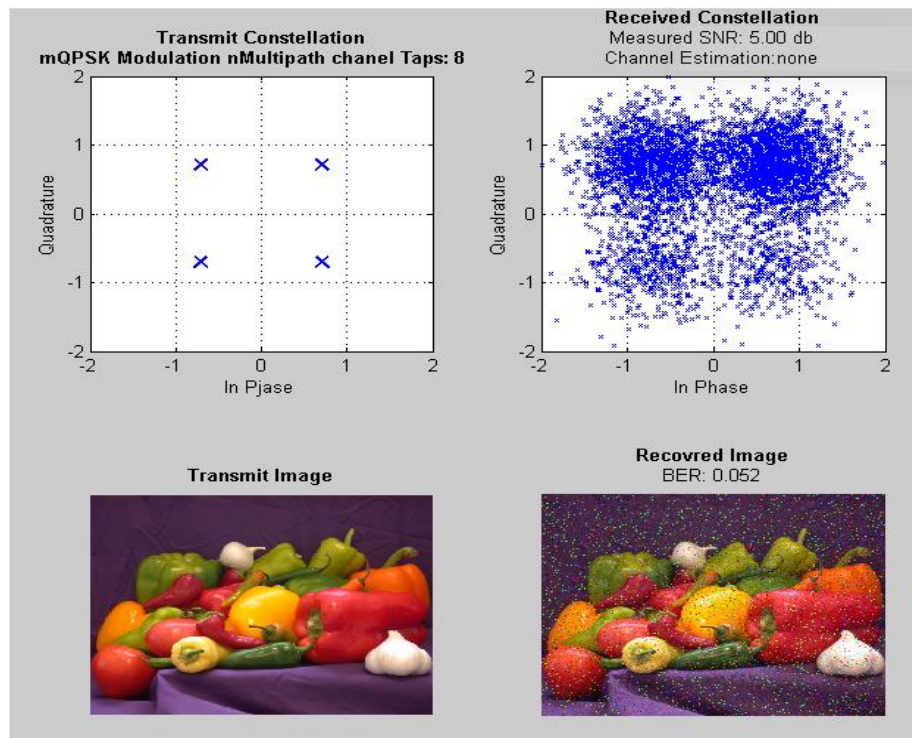 Transmit Constellation
mQPSK Modulation nMultipath chanel Taps: 8
2
1
0
-1
-2
Quadrature
-2
-1
0
1
2
In Pjase
Received Constellation
Measured SNR: 5.00 db
Channel Estimation:none
2
1
0
-1
-2
Quadrature
-2
-1
0
1
2
In Phase
Transmit Image
Recovred Image
BER: 0.052